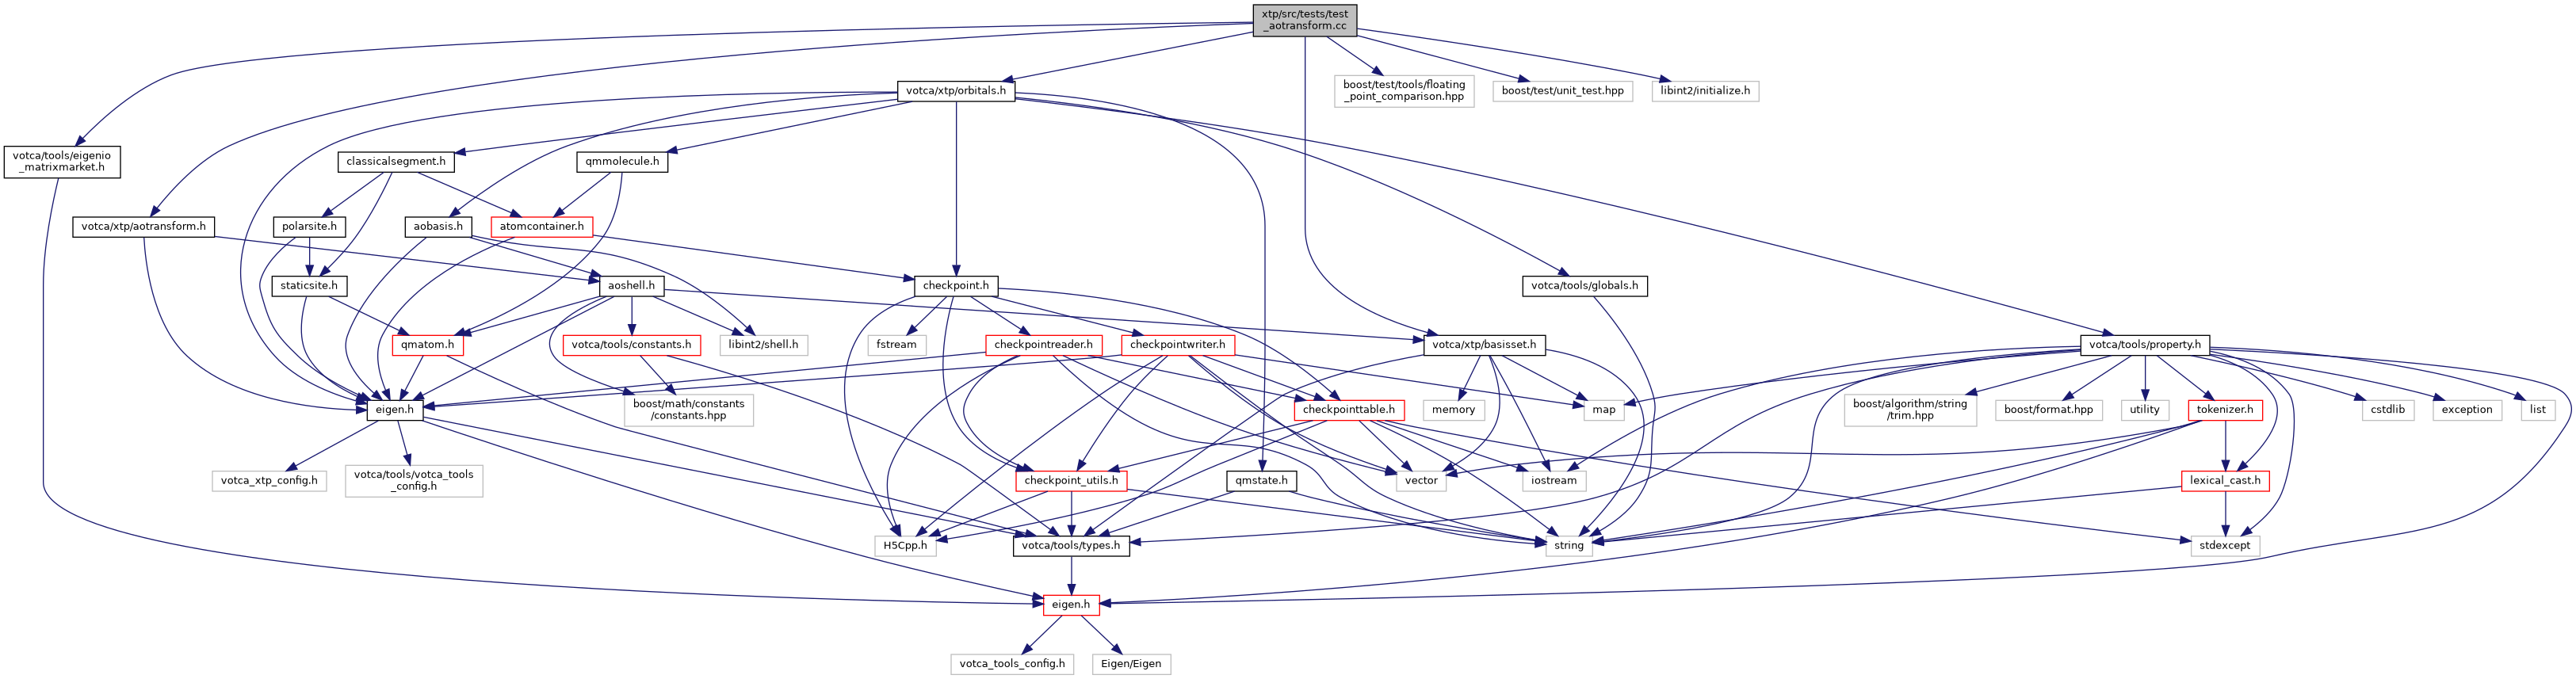 xtp/src/tests/test
_aotransform.cc
votca/xtp/orbitals.h
boost/test/tools/floating
_point_comparison.hpp
boost/test/unit_test.hpp
libint2/initialize.h
votca/tools/eigenio
_matrixmarket.h
classicalsegment.h
qmmolecule.h
votca/xtp/aotransform.h
polarsite.h
aobasis.h
atomcontainer.h
staticsite.h
aoshell.h
checkpoint.h
votca/tools/globals.h
qmatom.h
votca/tools/constants.h
libint2/shell.h
fstream
checkpointreader.h
checkpointwriter.h
votca/xtp/basisset.h
votca/tools/property.h
eigen.h
boost/math/constants
/constants.hpp
checkpointtable.h
memory
map
boost/algorithm/string
/trim.hpp
boost/format.hpp
utility
tokenizer.h
cstdlib
exception
list
votca_xtp_config.h
votca/tools/votca_tools
_config.h
checkpoint_utils.h
qmstate.h
vector
iostream
lexical_cast.h
H5Cpp.h
votca/tools/types.h
string
stdexcept
eigen.h
votca_tools_config.h
Eigen/Eigen